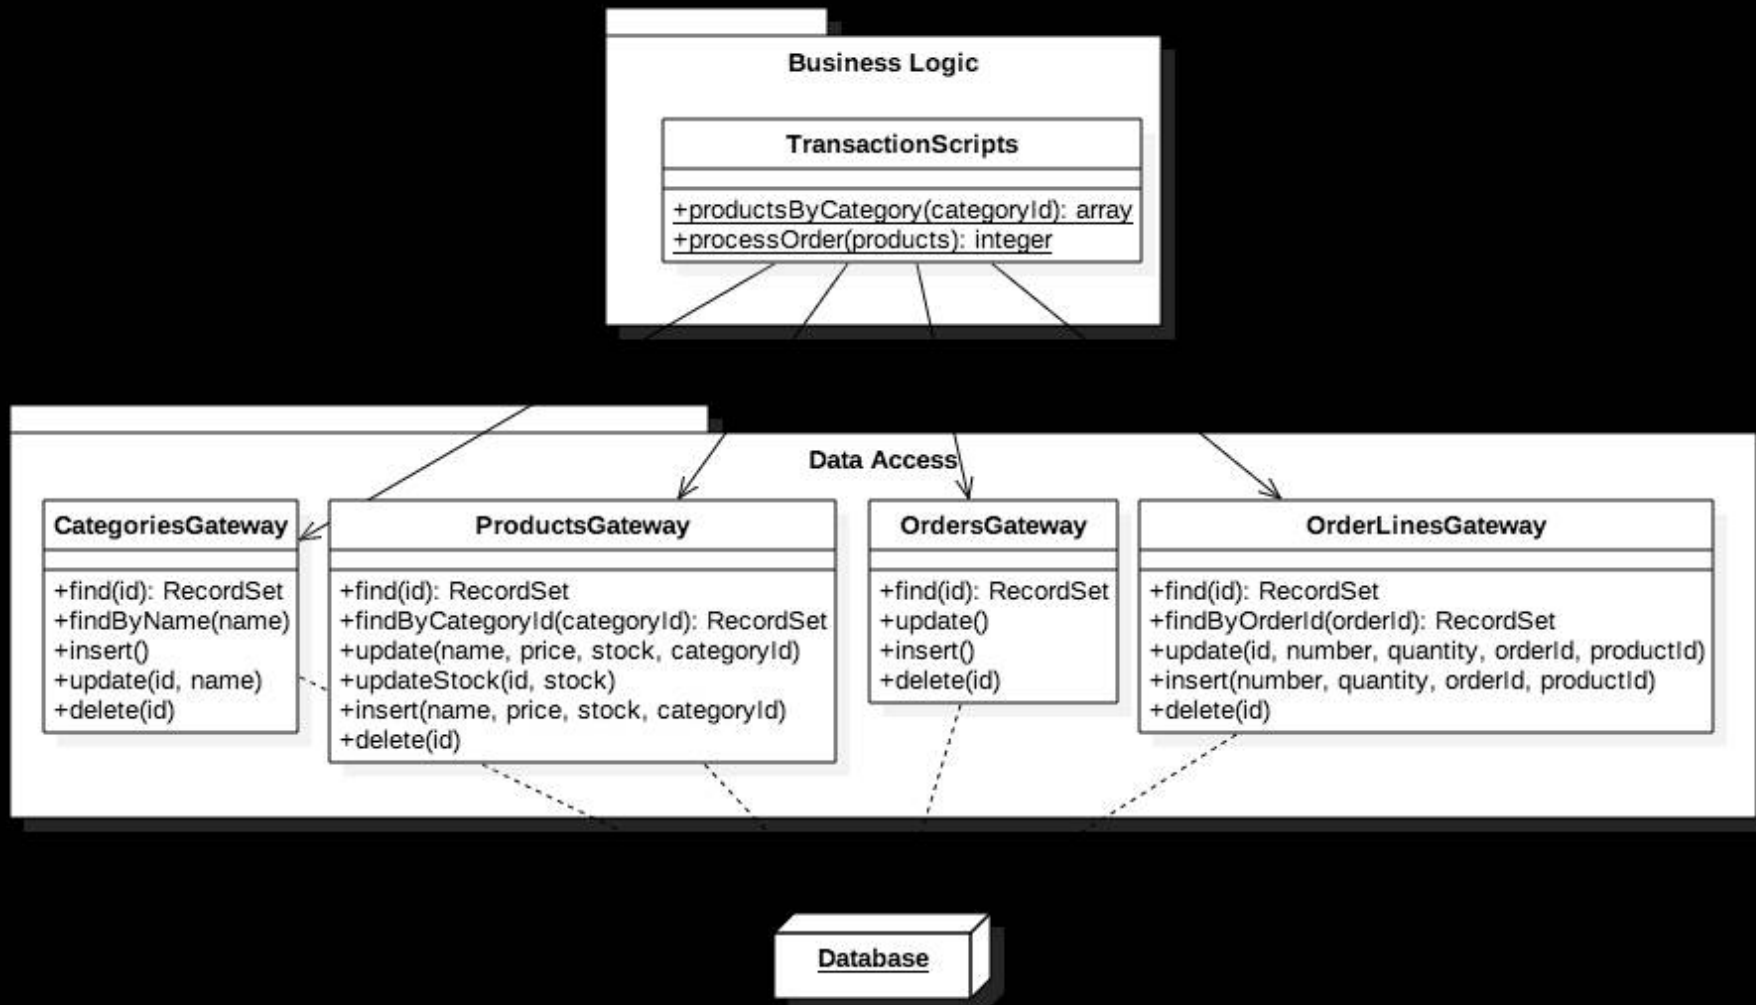 Business Logic
TransactionScripts
+productsByCategory(categoryId): array
+processOrder(products): integer
Data Access
CategoriesGateway
+find(id): RecordSet
+findByName(name)
+insert()
+update(id, name)
+delete(id)
ProductsGateway
+find(id): RecordSet
+findByCategoryId(categoryId): RecordSet
+update(name, price, stock, categoryId)
+updateStock(id, stock)
+insert(name, price, stock, categoryId)
+delete(id)
OrdersGateway
+find(id): RecordSet
+update()
+insert()
+delete(id)
OrderLinesGateway
+find(id): RecordSet
+findByOrderId(orderId): RecordSet
+update(id, number, quantity, orderId, productId)
+insert(number, quantity, orderId, productId)
+delete(id)
Database